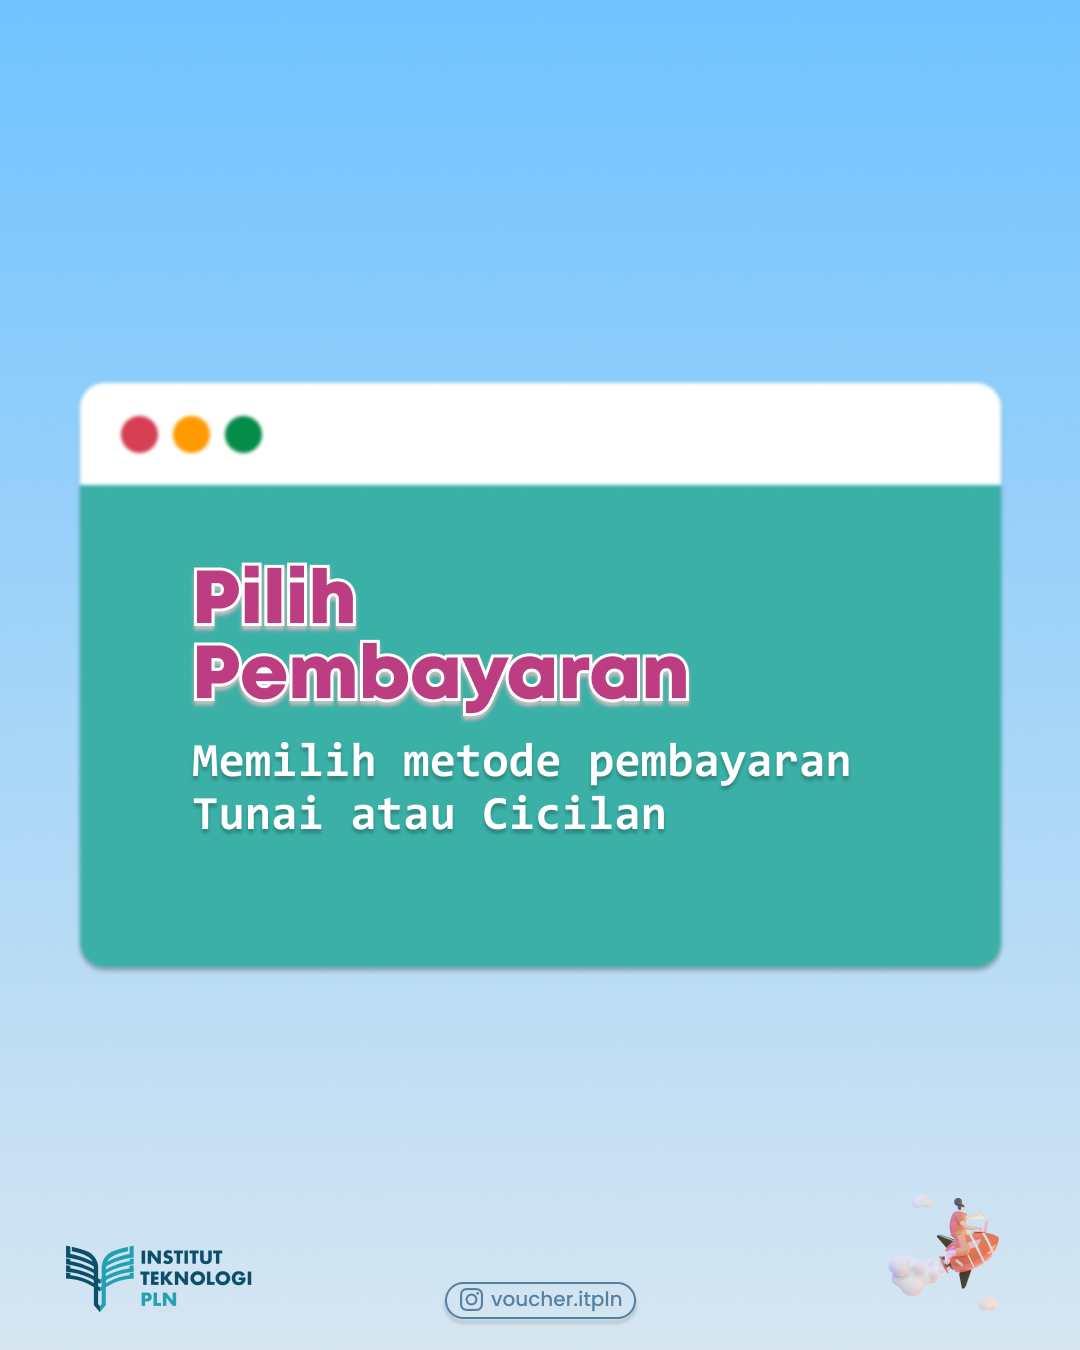 Pilih
Pembayaran
Memilih metode pembayaran
Tunai atau Cicilan
INSTITUT
TEKNOLOGI
PLN
voucher.itpln